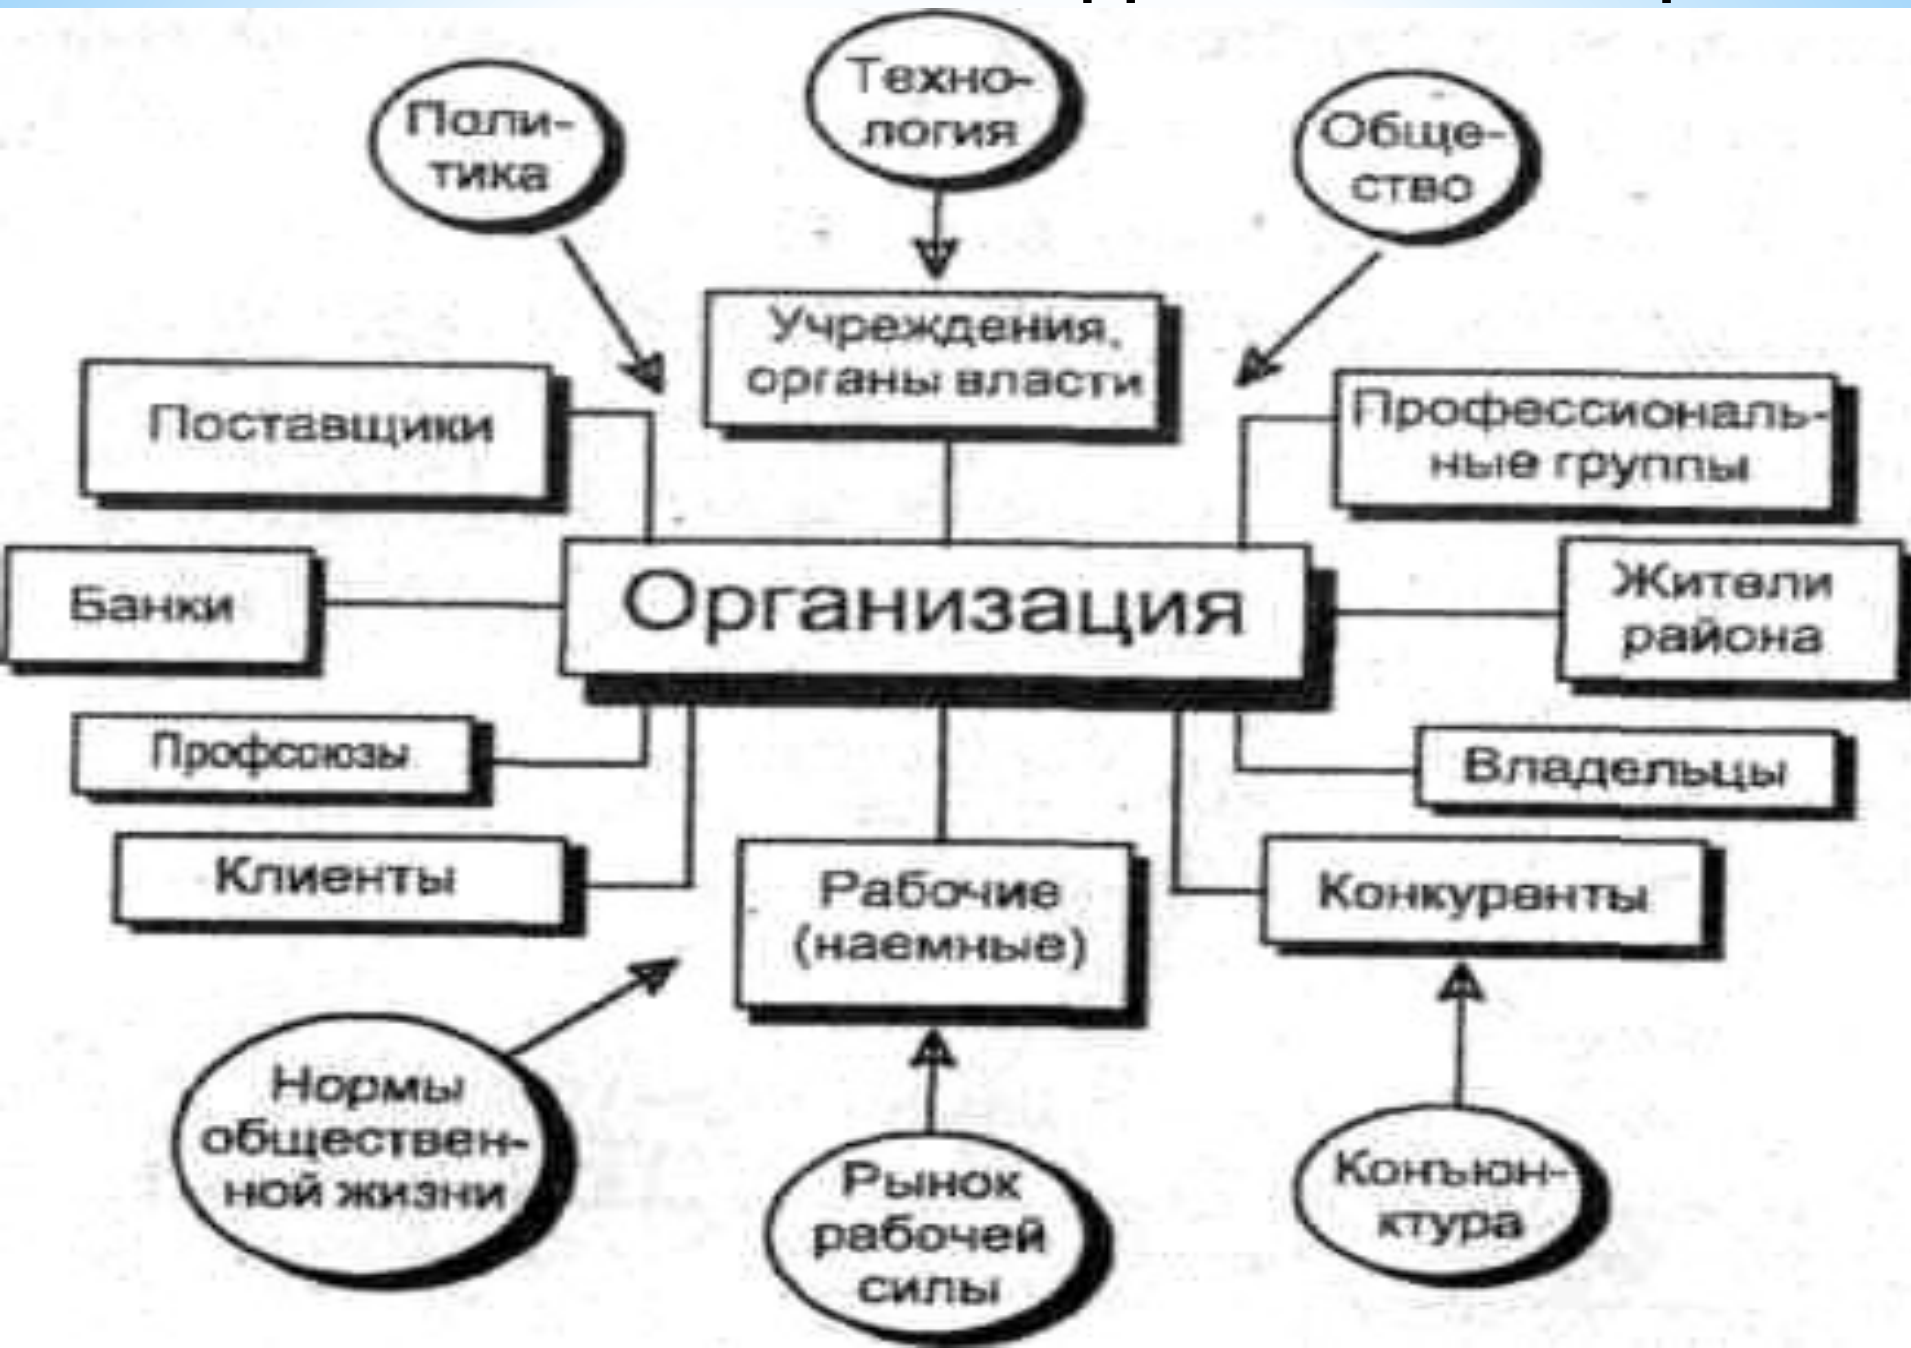 Поли-
тика
Техно-
логия
Обще-
ство
Учреждения,
органы власти
Поставщики
Профессиональ-
ные группы
Банки
Организация
Жители
района
Профсоюзы
Владельцы
Клиенты
Рабочие
(наемные)
Конкуренты
Нормы
обществен-
ной жизни
Рынок
рабочей
силы
Конъюн-
ктура